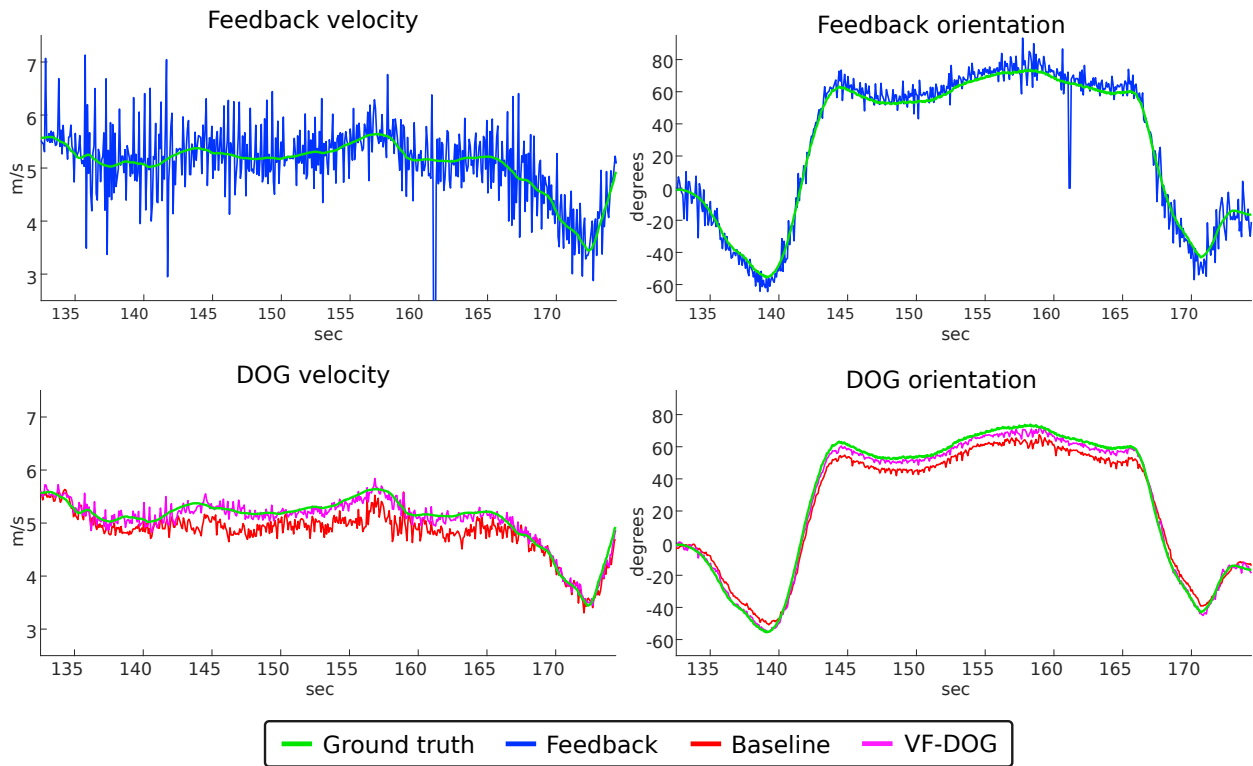 Feedback velocity
7
6
5
4
3
m/s
135 140 145 150 155 160 165 170
sec
Feedback orientation
80
60
40
20
0
-20
-40
-60
degrees
135 140 145 150 155 160 165 170
sec
DOG velocity
7
6
5
4
3
m/s
135 140 145 150 155 160 165 170
sec
DOG orientation
80
60
40
20
0
-20
-40
-60
degrees
135 140 145 150 155 160 165 170
sec
Ground truth Feedback Baseline VF-DOG